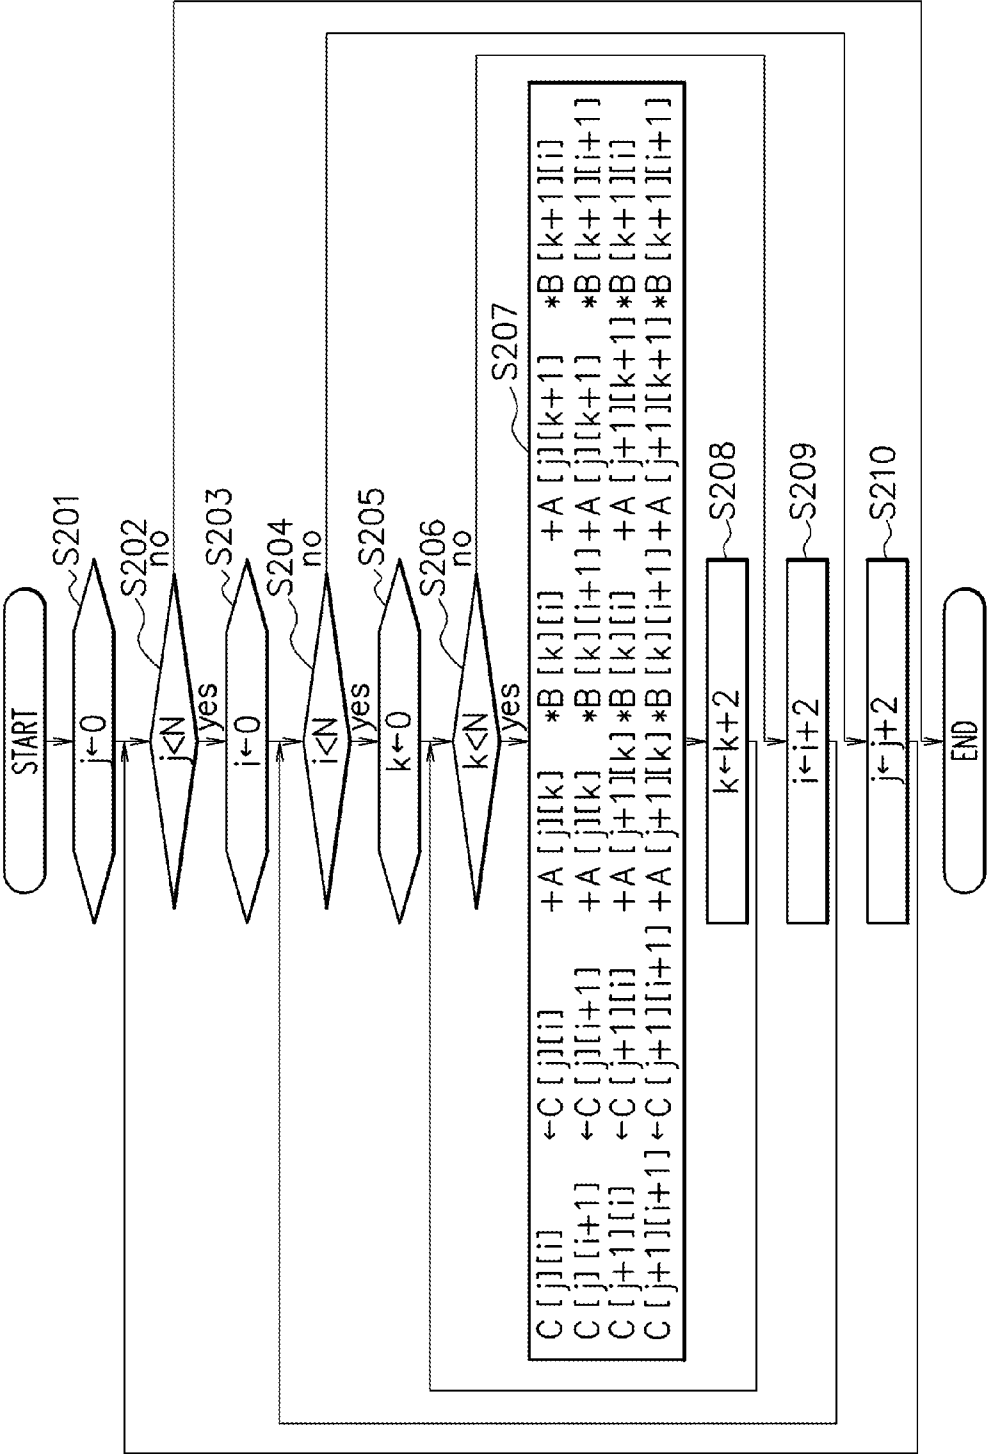 START
S201
j←0
S202
j<N
no
yes
S203
i←0
S204
i<N
no
yes
S205
k←0
S206
k<N
no
yes
S207
C[j][i] ←C[j][i] +A[j][k] *B[k][i] +A[j][k+1] *B[k+1][i]
C[j][i+1] ←C[j][i+1] +A[j][k] *B[k][i+1]+A[j][k+1] *B[k+1][i+1]
C[j+1][i] ←C[j+1][i] +A[j+1][k]*B[k][i] +A[j+1][k+1]*B[k+1][i]
C[j+1][i+1]←C[j+1][i+1]+A[j+1][k]*B[k][i+1]+A[j+1][k+1]*B[k+1][i+1]
S208
k←k+2
S209
i←i+2
S210
j←j+2
END